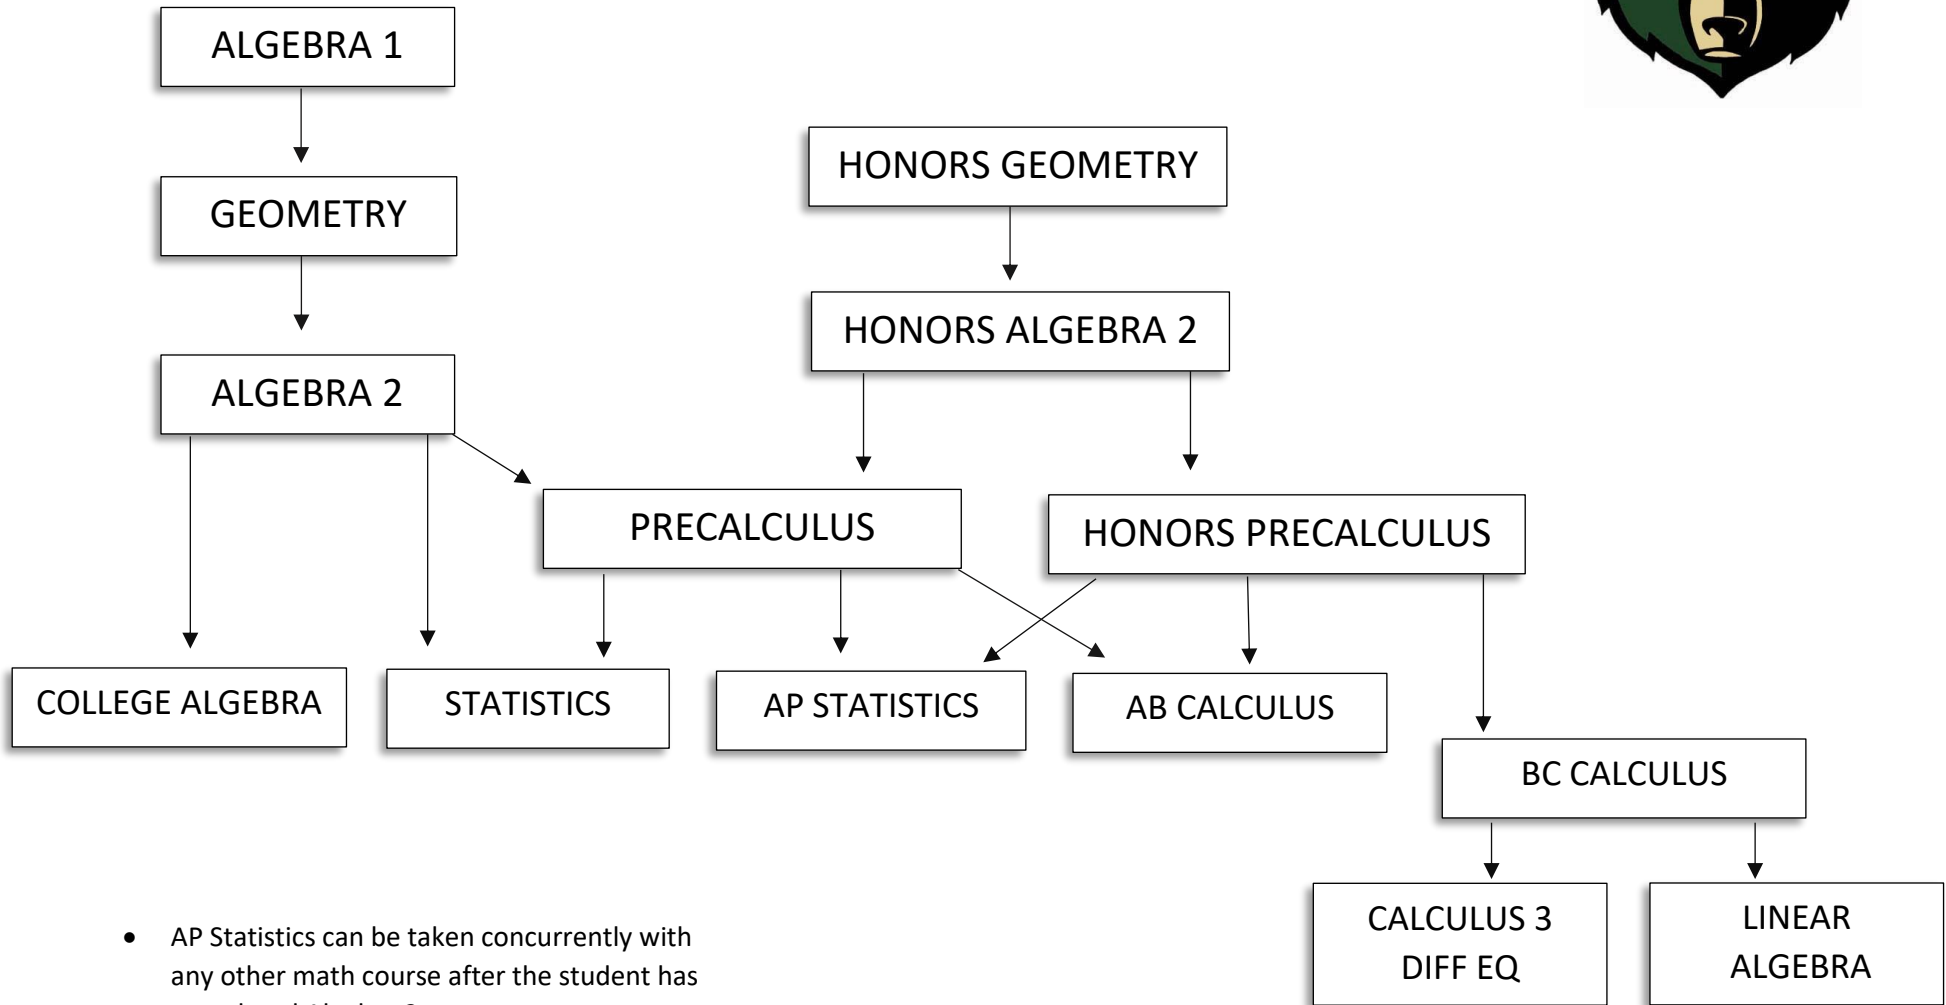 ALGEBRA 1
HONORS GEOMETRY
GEOMETRY
HONORS ALGEBRA 2
ALGEBRA 2
PRECALCULUS
HONORS PRECALCULUS
COLLEGE ALGEBRA
STATISTICS
AP STATISTICS
AB CALCULUS
BC CALCULUS
CALCULUS 3
DIFF EQ
LINEAR
ALGEBRA
• AP Statistics can be taken concurrently with
any other math course after the student has